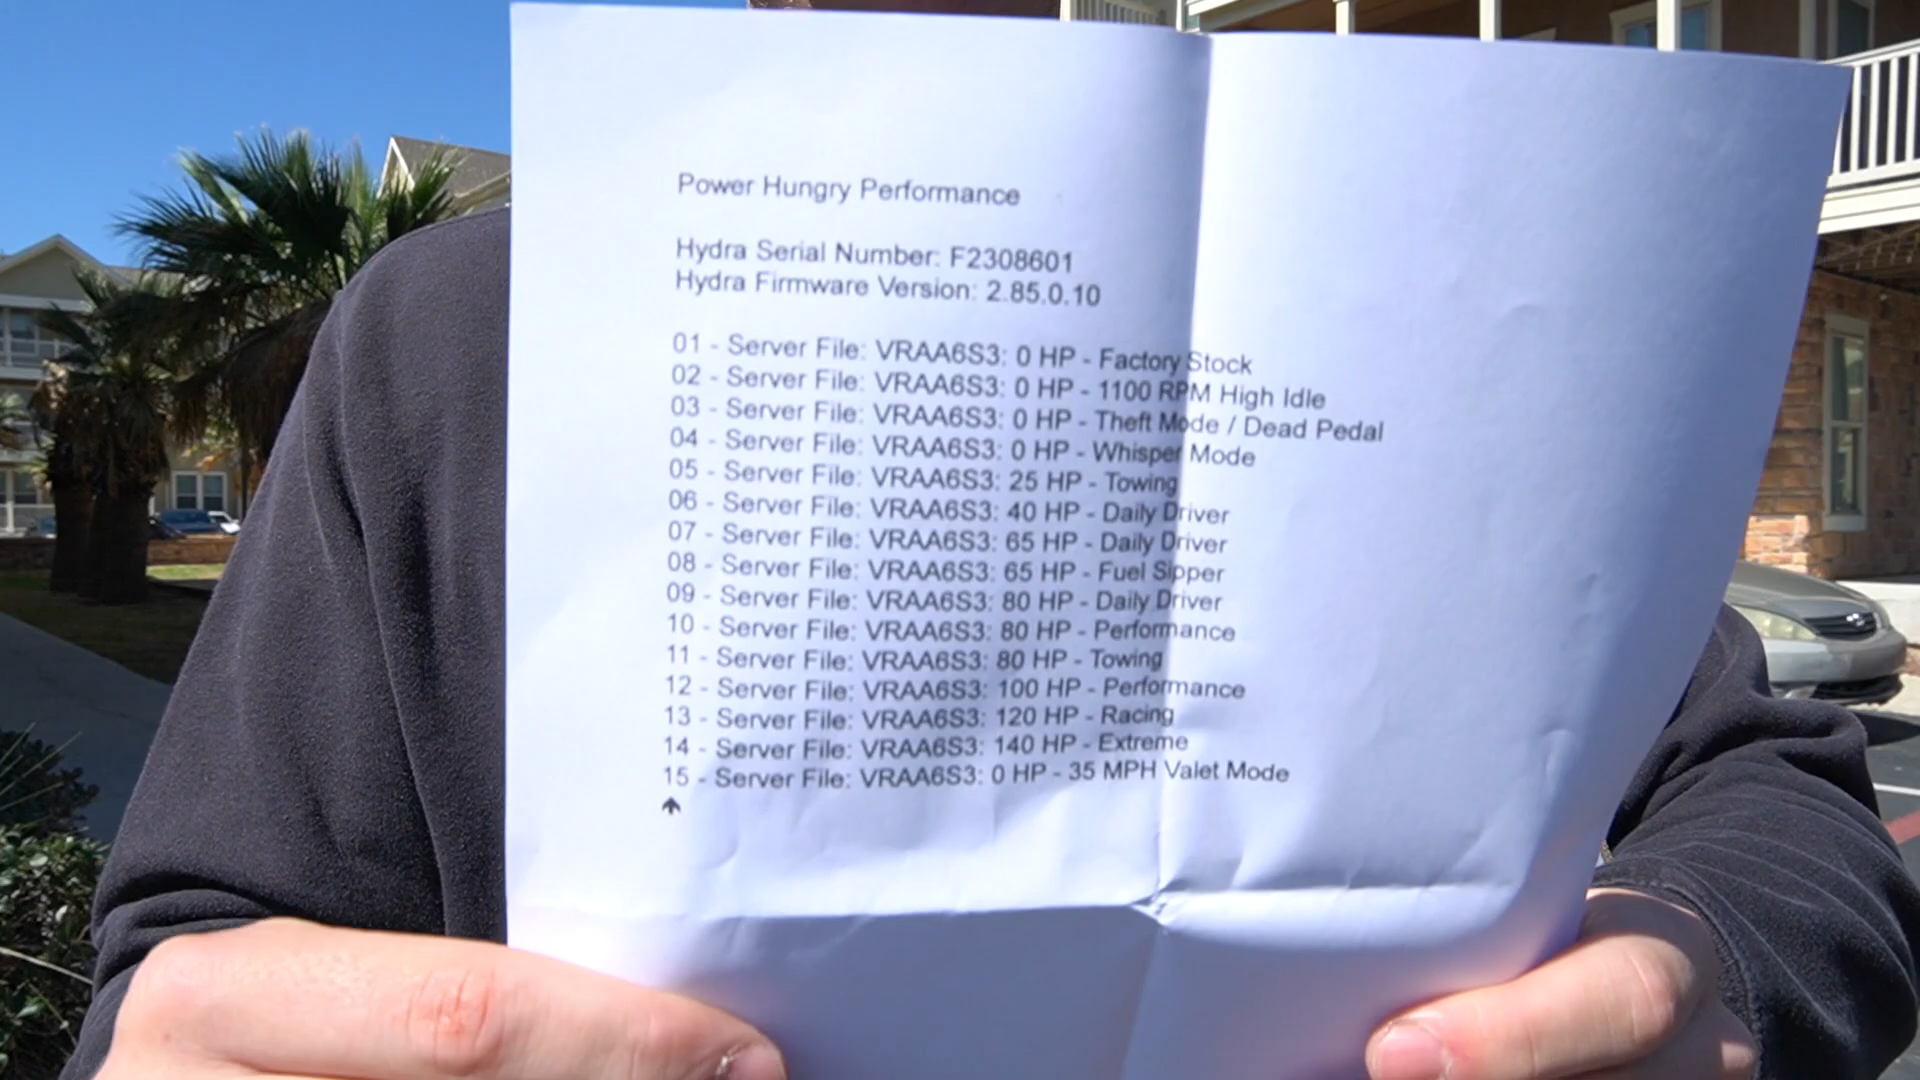 Power Hungry Performance
Hydra Serial Number: F2308601
Hydra Firmware Version: 2.85.0.10
01 - Server File: VRAA6S3: 0 HP - Factory Stock
02 - Server File: VRAA6S3: 0 HP - 1100 RPM High Idle
03 - Server File: VRAA6S3: 0 HP - Theft Mode / Dead Pedal
04 - Server File: VRAA6S3: 0 HP - Whisper Mode
05 - Server File: VRAA6S3: 25 HP - Towing
06 - Server File: VRAA6S3: 40 HP - Daily Driver
07 - Server File: VRAA6S3: 65 HP - Daily Driver
08 - Server File: VRAA6S3: 65 HP - Fuel Sipper
09 - Server File: VRAA6S3: 80 HP - Daily Driver
10 - Server File: VRAA6S3: 80 HP - Performance
11 - Server File: VRAA6S3: 80 HP - Towing
12 - Server File: VRAA6S3: 100 HP - Performance
13 - Server File: VRAA6S3: 120 HP - Racing
14 - Server File: VRAA6S3: 140 HP - Extreme
15 - Server File: VRAA6S3: 0 HP - 35 MPH Valet Mode